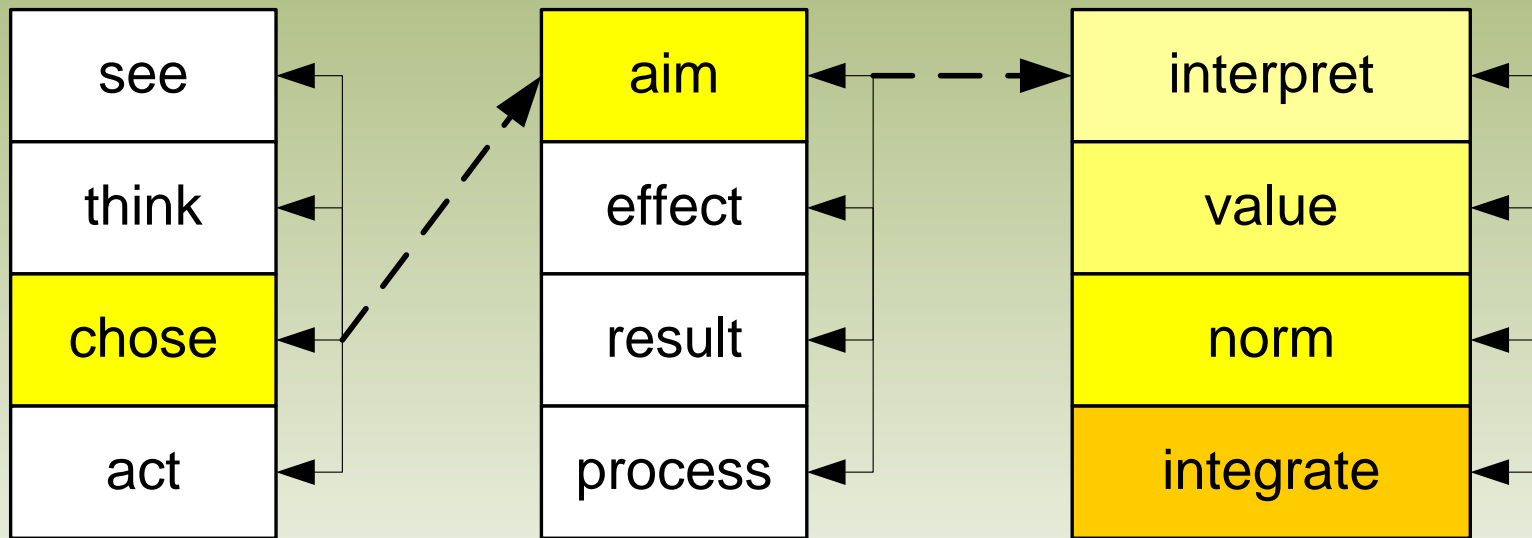 see
think
chose
act
aim
effect
result
process
interpret
value
norm
integrate